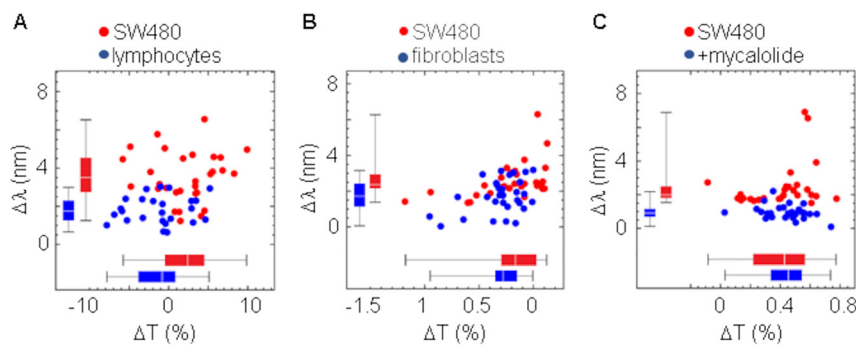 A
SW480
lymphocytes
8
4
0
Δλ (nm)
-10
0
10
ΔT (%)
B
SW480
fibroblasts
8
4
0
Δλ (nm)
-1.5
1
0.5
0
ΔT (%)
C
SW480
+mycalolide
8
4
0
Δλ (nm)
0
0.4
0.8
ΔT (%)